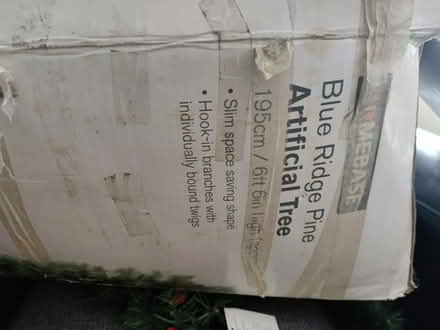 HOMEBASE
Blue Ridge Pine
Artificial Tree
195cm / 6ft 6in high
• Slim space saving shape
• Hook-in branches with
individually bound twigs